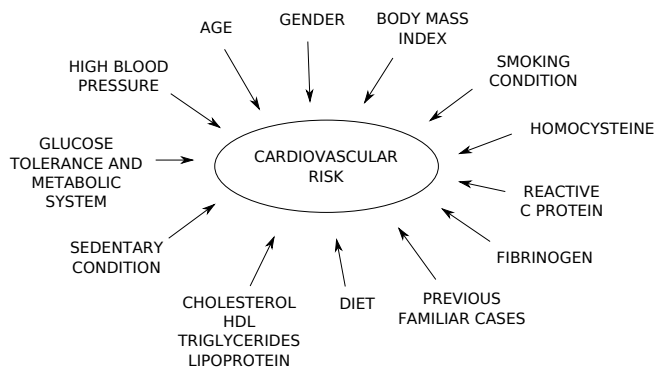 GENDER
BODY MASS
INDEX
AGE
SMOKING
CONDITION
HIGH BLOOD
PRESSURE
HOMOCYSTEINE
GLUCOSE
TOLERANCE AND
METABOLIC
SYSTEM
CARDIOVASCULAR
RISK
REACTIVE
C PROTEIN
SEDENTARY
CONDITION
FIBRINOGEN
CHOLESTEROL
HDL
TRIGLYCERIDES
LIPOPROTEIN
DIET
PREVIOUS
FAMILIAR CASES